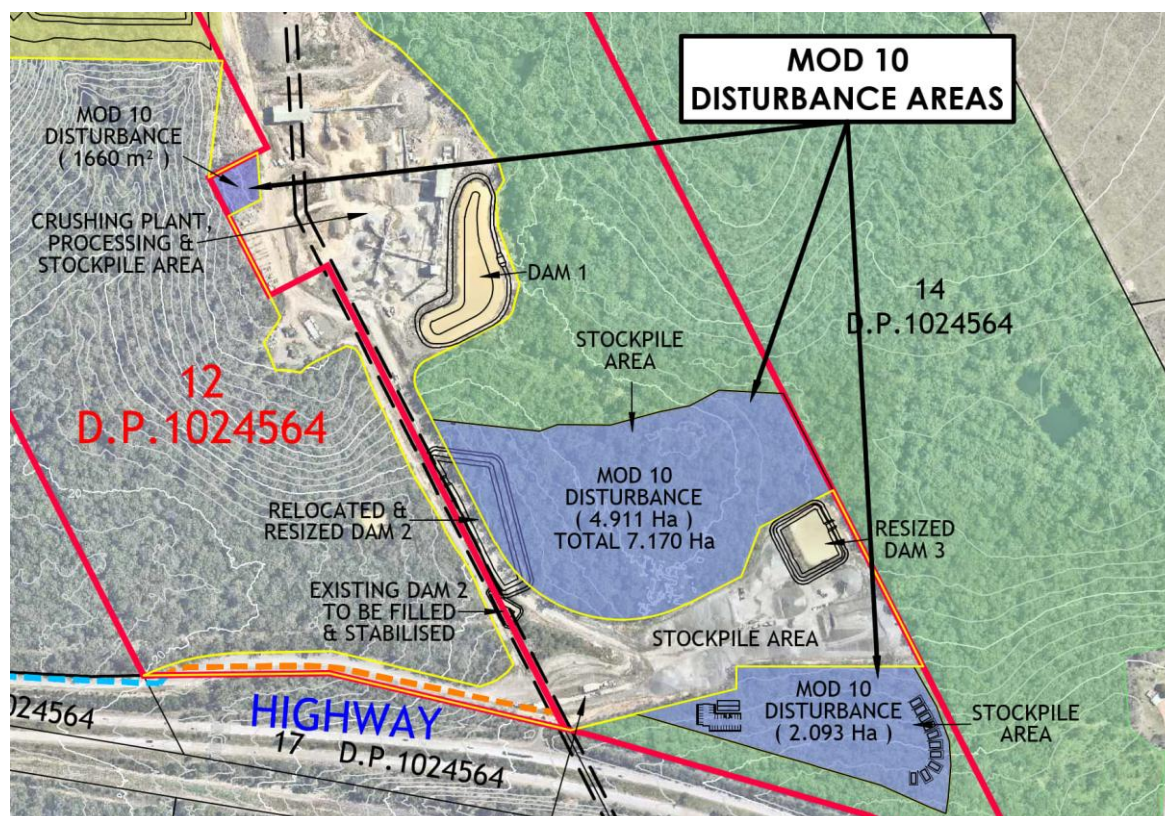 MOD 10
DISTURBANCE AREAS
MOD 10
DISTURBANCE
( 1660 m² )
CRUSHING PLANT,
PROCESSING &
STOCKPILE AREA
DAM 1
14
D.P.1024564
STOCKPILE
AREA
12
D.P.1024564
MOD 10
DISTURBANCE
( 4.911 Ha )
TOTAL 7.170 Ha
RELOCATED &
RESIZED DAM 2
RESIZED
DAM 3
EXISTING DAM 2
TO BE FILLED
& STABILISED
STOCKPILE AREA
20
20
MOD 10
DISTURBANCE
( 2.093 Ha )
STOCKPILE
AREA
024564
HIGHWAY
17 D.P.1024564